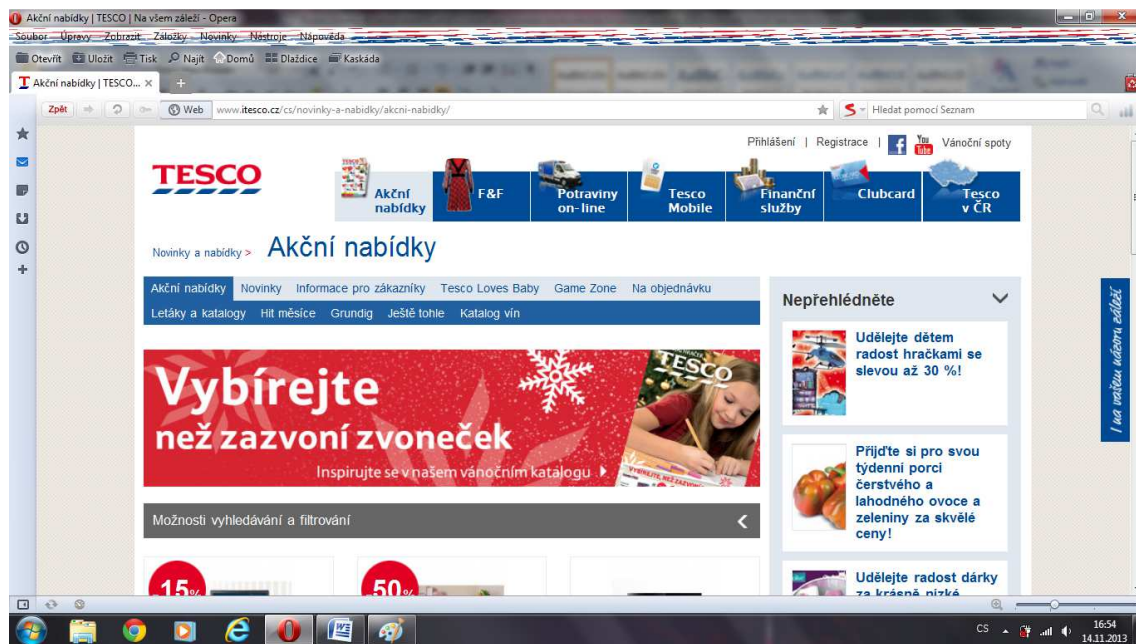 Akční nabídky | TESCO | Na všem záleží - Opera
Soubor Úpravy Zobrazit Záložky Novinky Nástroje Nápověda
Otevřít Uložit Tisk Najít Domů Dlaždice Kaskáda
Akční nabídky | TESCO...
Zpět Web www.itesco.cz/cs/novinky-a-nabidky/akcni-nabidky/ Hledat pomocí Seznam
Přihlášení | Registrace | f You Tube Vánoční spoty
TESCO
Akční nabídky
F&F
Potraviny on-line
Tesco Mobile
Finanční služby
Clubcard
Tesco v ČR
Novinky a nabídky > Akční nabídky
Akční nabídky Novinky Informace pro zákazníky Tesco Loves Baby Game Zone Na objednávku
Letáky a katalogy Hit měsíce Grundig Ještě tohle Katalog vín
Vybírejte
než zazvoní zvoneček
Inspirujte se v našem vánočním katalogu
TESCO
Možnosti vyhledávání a filtrování
15%
50%
Nepřehlédněte
Udělejte dětem
radost hračkami se
slevou až 30 %!
Přijďte si pro svou
týdenní porci
čerstvého a
lahodného ovoce a
zeleniny za skvělé
ceny!
Udělejte radost dárky
za krásně nízké
I na vašem názoru záleží
CS 16:54
14.11.2013